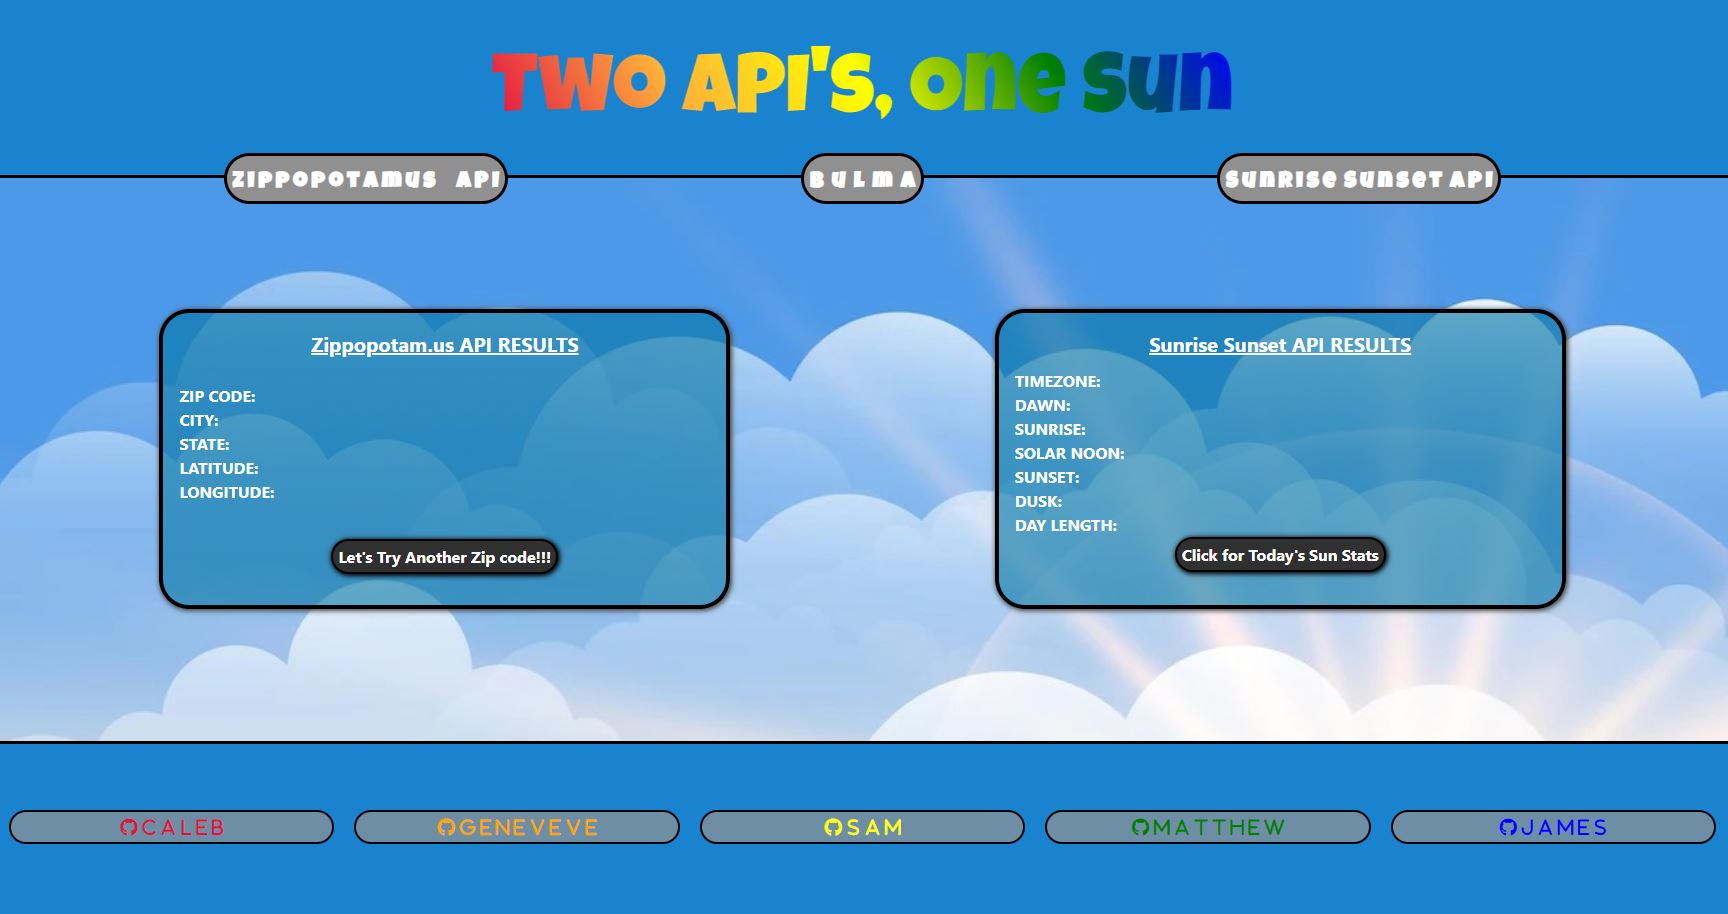 Two API's, one Sun
Zippopotamus API
Bulma
Sunrise Sunset API
Zippopotam.us API RESULTS
ZIP CODE:
CITY:
STATE:
LATITUDE:
LONGITUDE:
Let's Try Another Zip code!!!
Sunrise Sunset API RESULTS
TIMEZONE:
DAWN:
SUNRISE:
SOLAR NOON:
SUNSET:
DUSK:
DAY LENGTH:
Click for Today's Sun Stats
CALEB
GENEVEVE
SAM
MATTHEW
JAMES